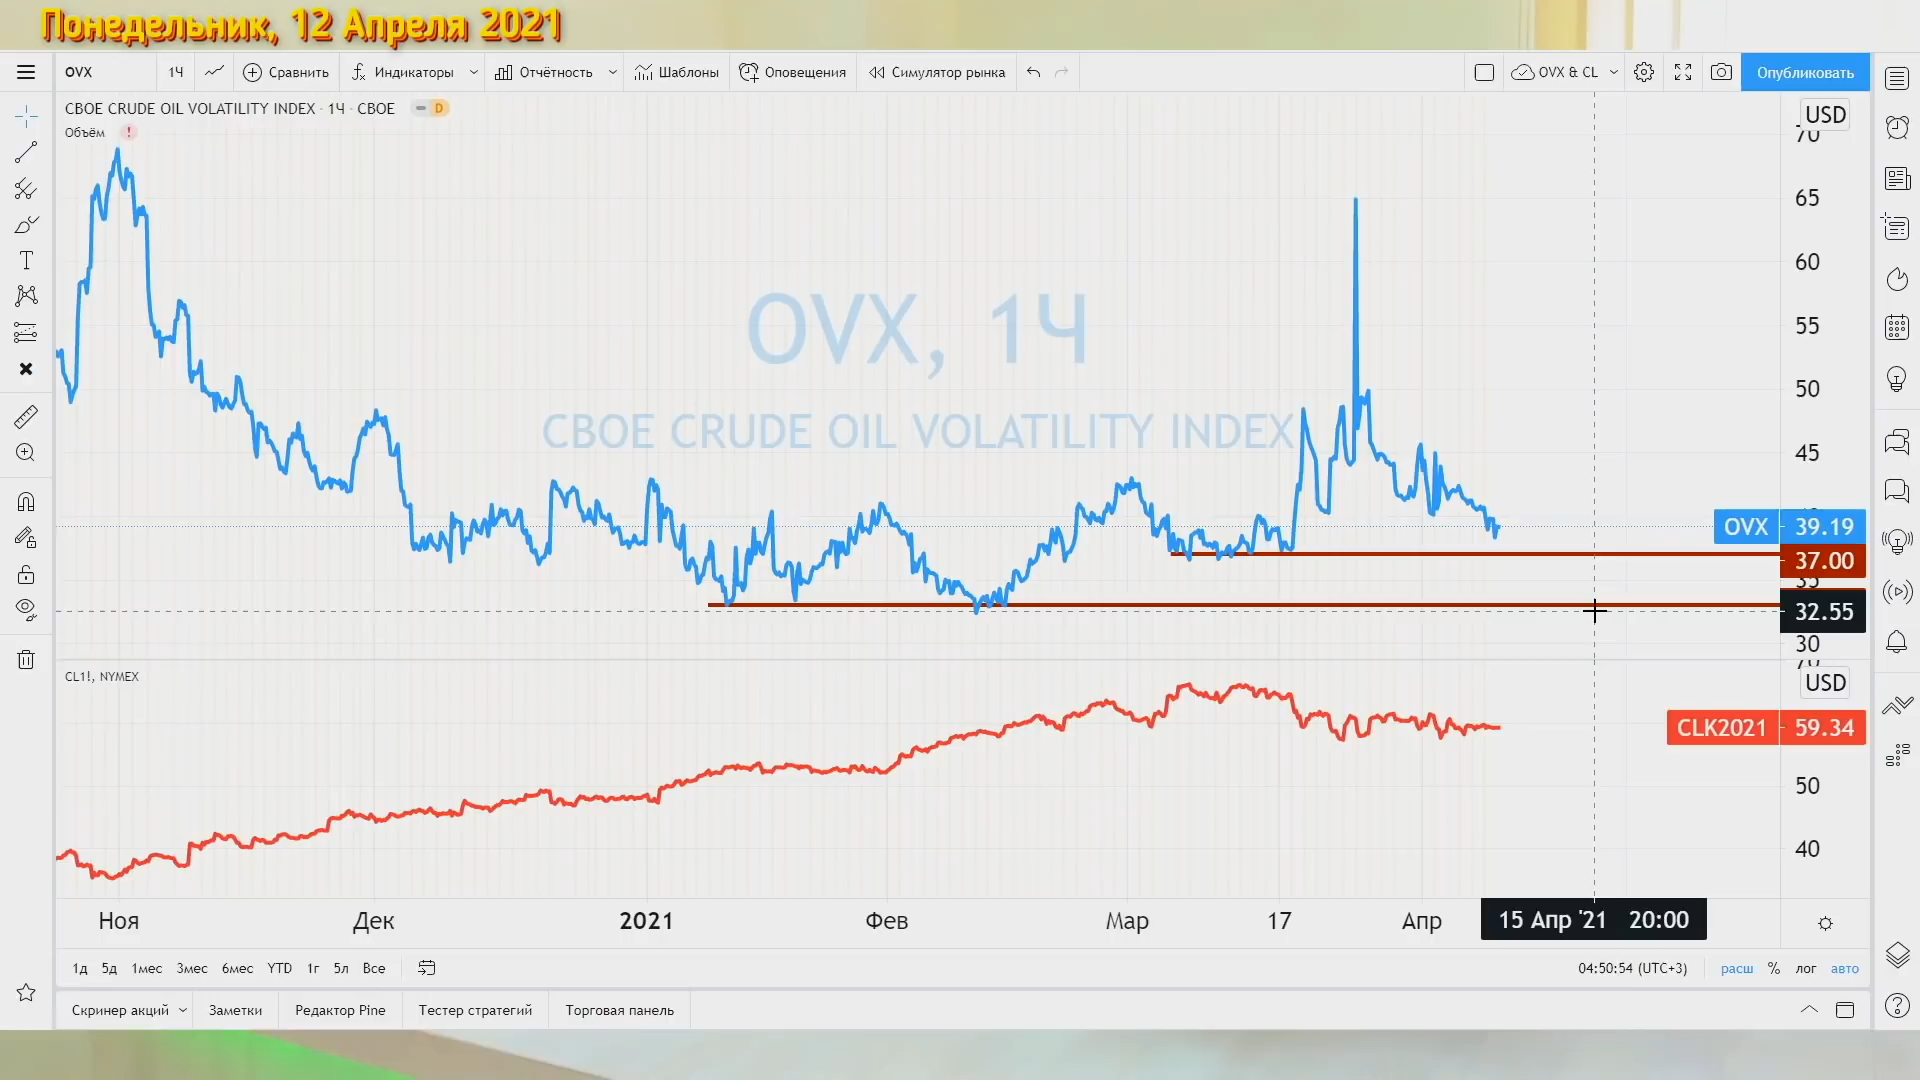 Понедельник, 12 Апреля 2021
OVX 1Ч Сравнить Индикаторы Отчётность Шаблоны Оповещения Симулятор рынка OVX & CL Опубликовать
CBOE CRUDE OIL VOLATILITY INDEX · 1Ч · CBOE D
USD
Объём !
70
65
60
55
50
45
OVX, 1Ч
CBOE CRUDE OIL VOLATILITY INDEX
OVX 39.19
37.00
35
32.55
30
70
CL1!, NYMEX
USD
CLK2021 59.34
50
40
Ноя Дек 2021 Фев Мар 17 Апр 15 Апр '21 20:00
1д 5д 1мес 3мес 6мес YTD 1г 5л Все 04:50:54 (UTC+3) расш % лог авто
Скринер акций Заметки Редактор Pine Тестер стратегий Торговая панель